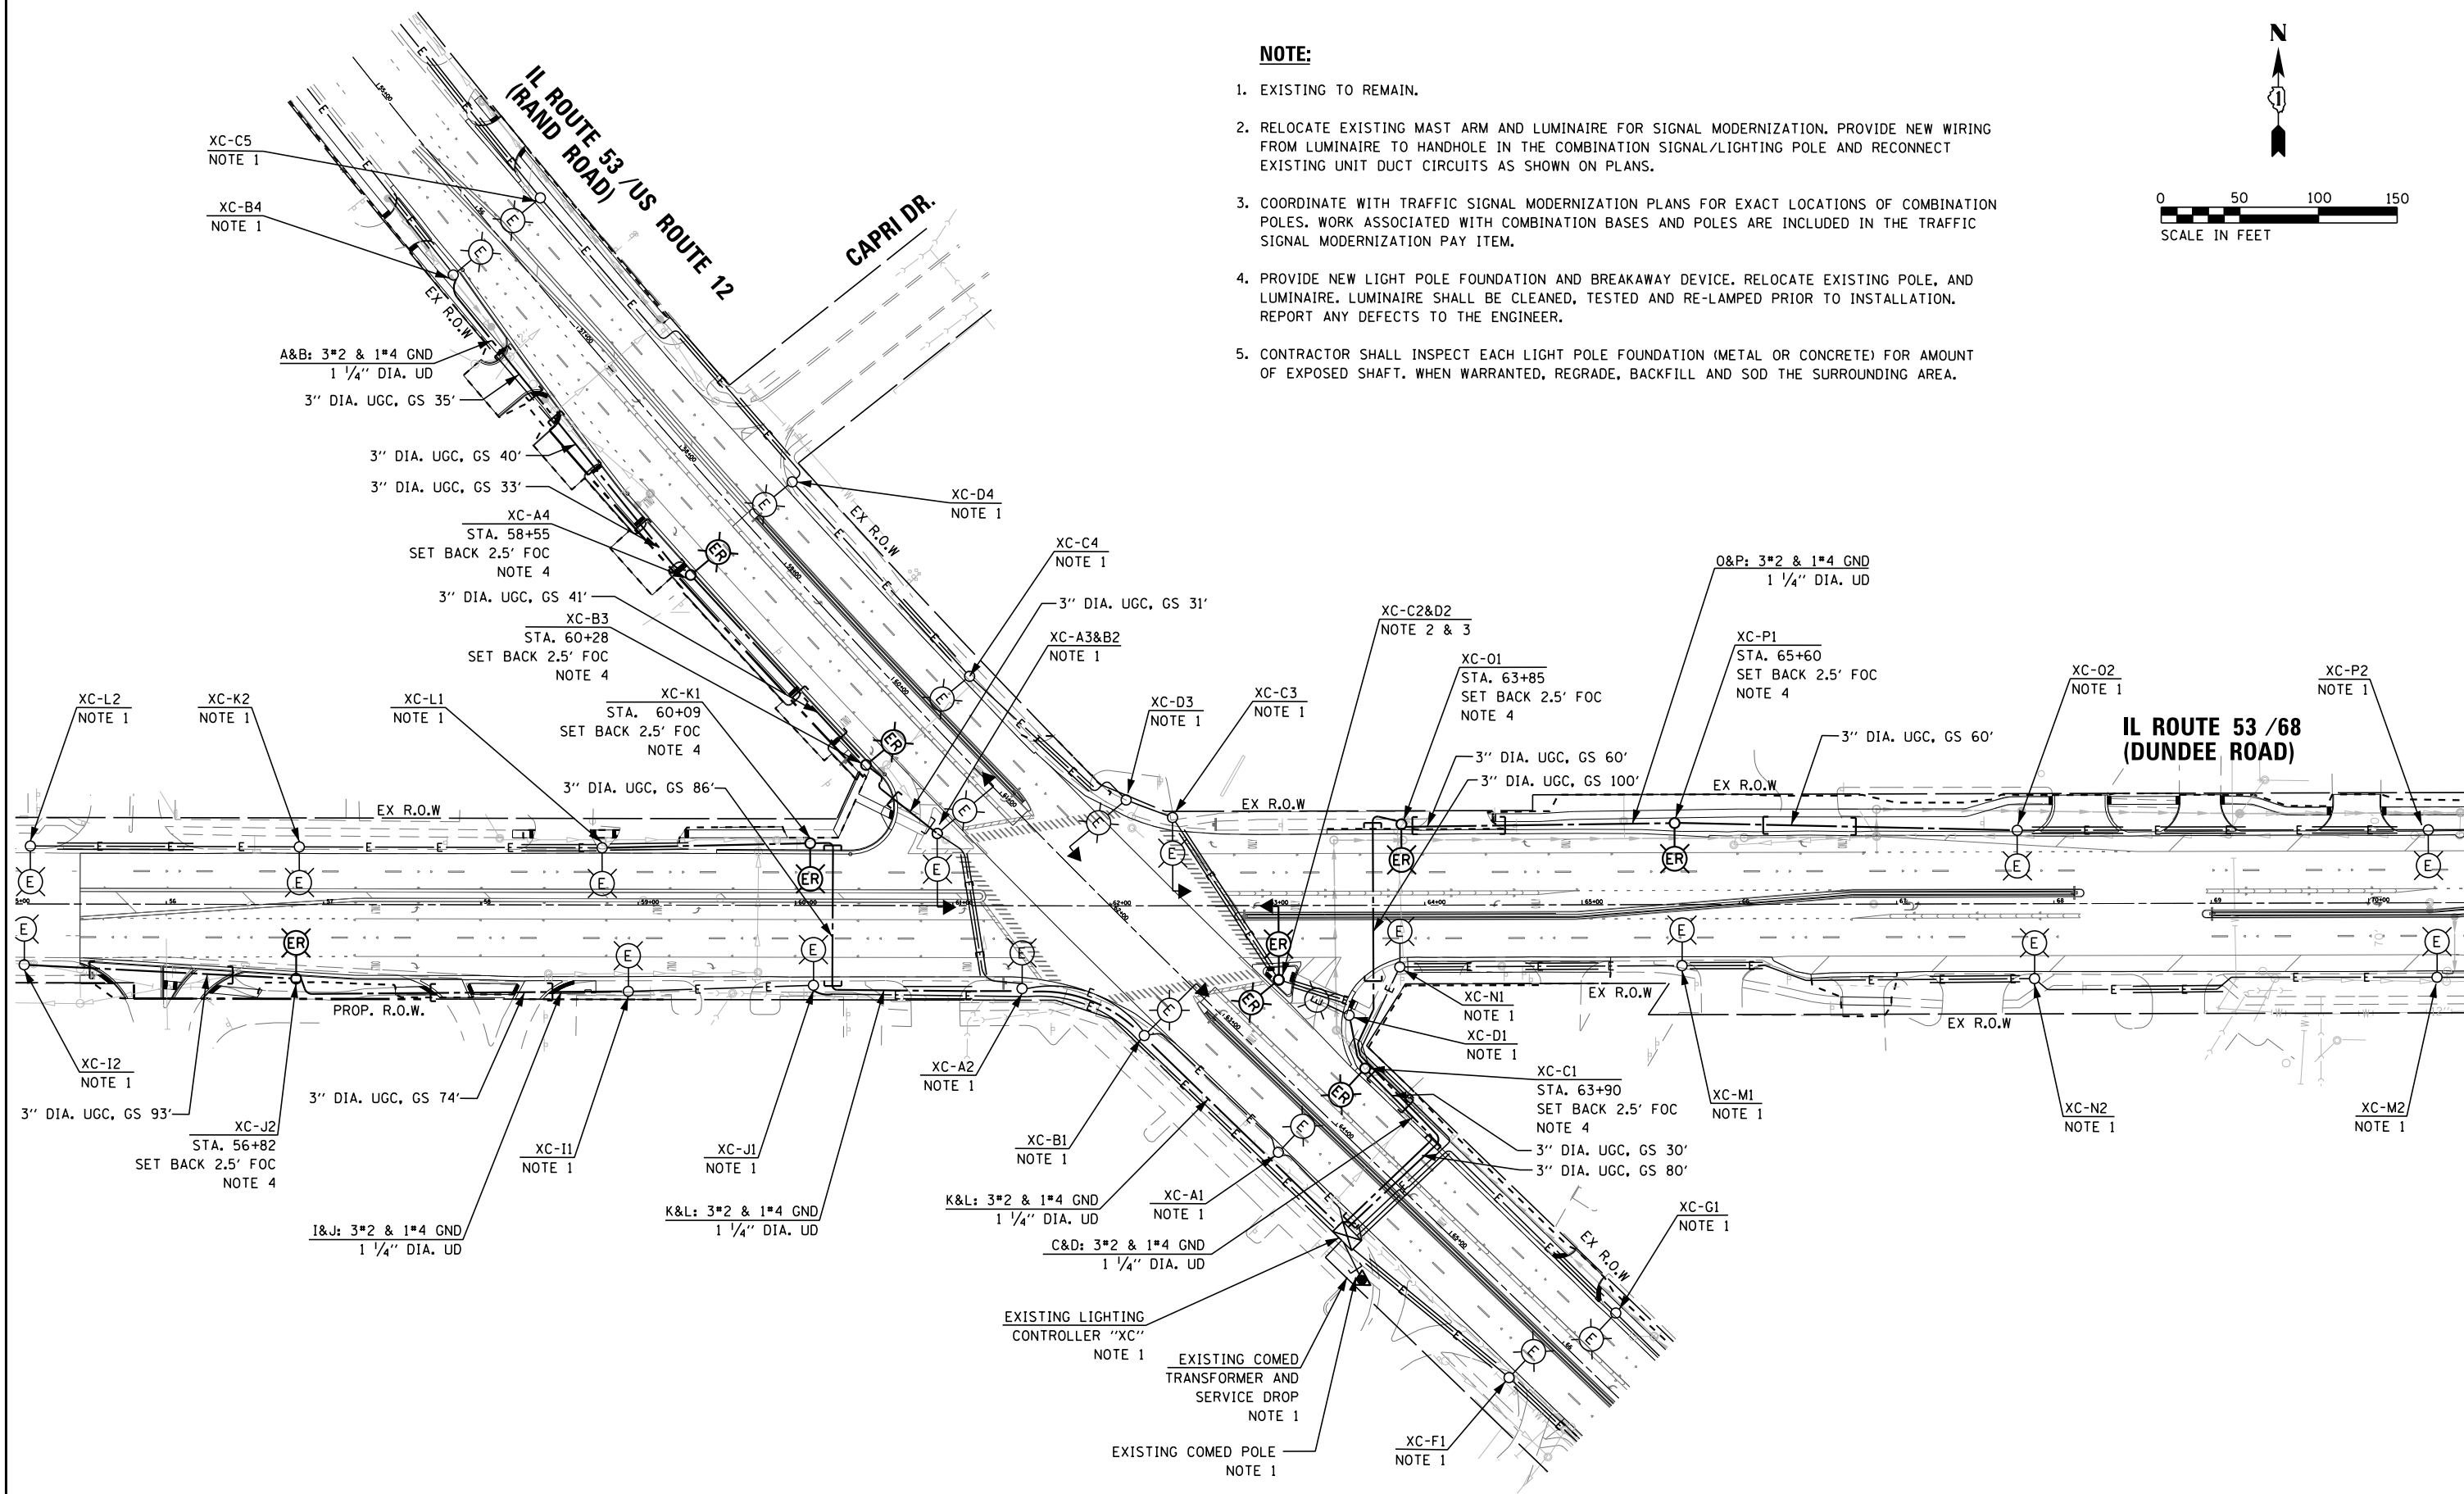 NOTE:
1. EXISTING TO REMAIN.
2. RELOCATE EXISTING MAST ARM AND LUMINAIRE FOR SIGNAL MODERNIZATION. PROVIDE NEW WIRING
FROM LUMINAIRE TO HANDHOLE IN THE COMBINATION SIGNAL/LIGHTING POLE AND RECONNECT
EXISTING UNIT DUCT CIRCUITS AS SHOWN ON PLANS.
3. COORDINATE WITH TRAFFIC SIGNAL MODERNIZATION PLANS FOR EXACT LOCATIONS OF COMBINATION
POLES. WORK ASSOCIATED WITH COMBINATION BASES AND POLES ARE INCLUDED IN THE TRAFFIC
SIGNAL MODERNIZATION PAY ITEM.
4. PROVIDE NEW LIGHT POLE FOUNDATION AND BREAKAWAY DEVICE. RELOCATE EXISTING POLE, AND
LUMINAIRE. LUMINAIRE SHALL BE CLEANED, TESTED AND RE-LAMPED PRIOR TO INSTALLATION.
REPORT ANY DEFECTS TO THE ENGINEER.
5. CONTRACTOR SHALL INSPECT EACH LIGHT POLE FOUNDATION (METAL OR CONCRETE) FOR AMOUNT
OF EXPOSED SHAFT. WHEN WARRANTED, REGRADE, BACKFILL AND SOD THE SURROUNDING AREA.
N
0 50 100 150
SCALE IN FEET
IL ROUTE 53 /US ROUTE 12
(RAND ROAD)
CAPRI DR.
XC-C5
NOTE 1
XC-B4
NOTE 1
EX R.O.W
A&B: 3#2 & 1#4 GND
1 1/4'' DIA. UD
3'' DIA. UGC, GS 35'
3'' DIA. UGC, GS 40'
3'' DIA. UGC, GS 33'
XC-A4
STA. 58+55
SET BACK 2.5' FOC
NOTE 4
3'' DIA. UGC, GS 41'
XC-B3
STA. 60+28
SET BACK 2.5' FOC
NOTE 4
XC-K1
STA. 60+09
SET BACK 2.5' FOC
NOTE 4
3'' DIA. UGC, GS 86'
XC-D4
NOTE 1
EX R.O.W
XC-C4
NOTE 1
3'' DIA. UGC, GS 31'
XC-A3&B2
NOTE 1
XC-D3
NOTE 1
XC-C3
NOTE 1
XC-C2&D2
NOTE 2 & 3
XC-O1
STA. 63+85
SET BACK 2.5' FOC
NOTE 4
3'' DIA. UGC, GS 60'
3'' DIA. UGC, GS 100'
O&P: 3#2 & 1#4 GND
1 1/4'' DIA. UD
XC-P1
STA. 65+60
SET BACK 2.5' FOC
NOTE 4
3'' DIA. UGC, GS 60'
XC-O2
NOTE 1
XC-P2
NOTE 1
IL ROUTE 53 /68
(DUNDEE ROAD)
XC-L2
NOTE 1
XC-K2
NOTE 1
XC-L1
NOTE 1
EX R.O.W
EX R.O.W
EX R.O.W
PROP. R.O.W.
EX R.O.W
EX R.O.W
XC-I2
NOTE 1
3'' DIA. UGC, GS 93'
XC-J2
STA. 56+82
SET BACK 2.5' FOC
NOTE 4
3'' DIA. UGC, GS 74'
I&J: 3#2 & 1#4 GND
1 1/4'' DIA. UD
XC-I1
NOTE 1
XC-J1
NOTE 1
K&L: 3#2 & 1#4 GND
1 1/4'' DIA. UD
XC-A2
NOTE 1
XC-B1
NOTE 1
K&L: 3#2 & 1#4 GND
1 1/4'' DIA. UD
XC-A1
NOTE 1
C&D: 3#2 & 1#4 GND
1 1/4'' DIA. UD
EXISTING LIGHTING
CONTROLLER "XC"
NOTE 1
EXISTING COMED
TRANSFORMER AND
SERVICE DROP
NOTE 1
EXISTING COMED POLE
NOTE 1
XC-N1
NOTE 1
XC-D1
NOTE 1
XC-C1
STA. 63+90
SET BACK 2.5' FOC
NOTE 4
3'' DIA. UGC, GS 30'
3'' DIA. UGC, GS 80'
XC-M1
NOTE 1
XC-G1
NOTE 1
EX R.O.W
XC-F1
NOTE 1
XC-N2
NOTE 1
XC-M2
NOTE 1